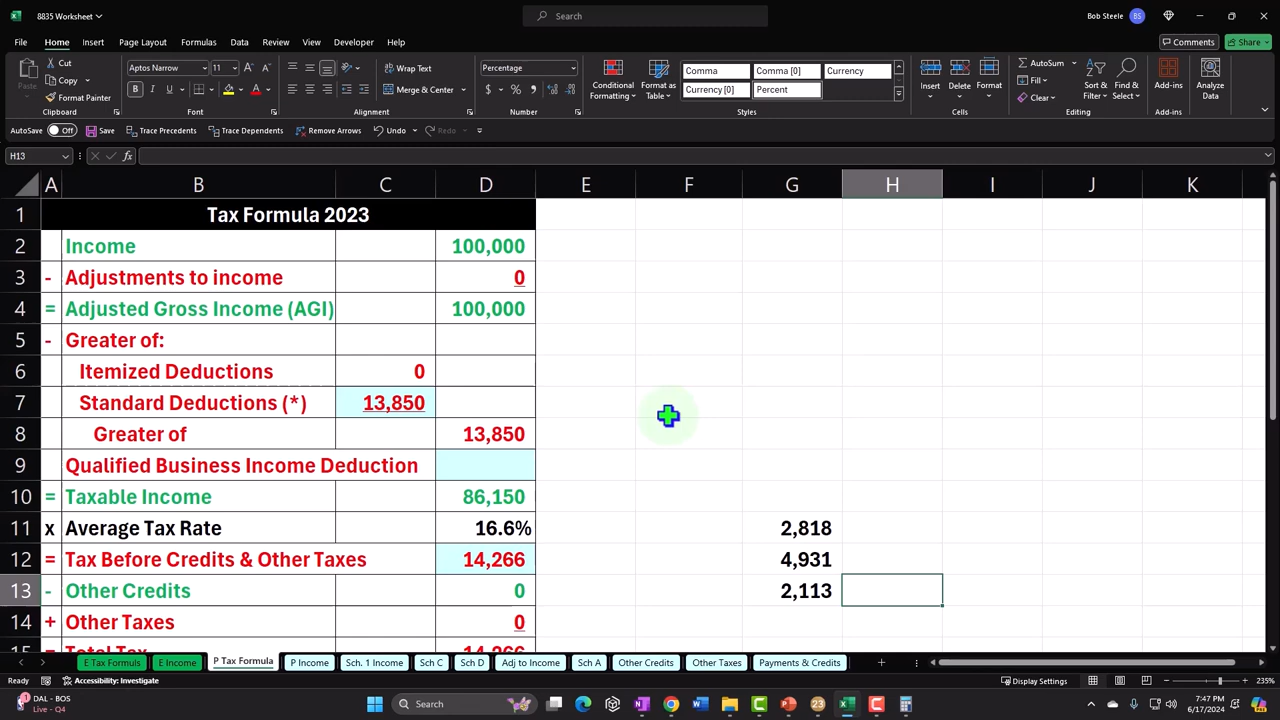 8835 Worksheet
Search
Bob Steele BS
File Home Insert Draw Page Layout Formulas Data Review View Developer Help
Comments Share
Paste
Cut
Copy
Format Painter
Clipboard
Aptos Narrow 11
B I U
Font
Wrap Text
Merge & Center
Alignment
Percentage
$ % ,
Number
Conditional Formatting
Format as Table
Comma Comma [0] Currency
Currency [0] Percent
Styles
Insert Delete Format
Cells
AutoSum
Fill
Clear
Sort & Filter
Find & Select
Editing
Add-ins
Add-ins
Analyze Data
AutoSave Off Save Trace Precedents Trace Dependents Remove Arrows Undo Redo
H13 fx
A B C D E F G H I J K
1 Tax Formula 2023
2 Income 100,000
3 - Adjustments to income 0
4 = Adjusted Gross Income (AGI) 100,000
5 - Greater of:
6 Itemized Deductions 0
7 Standard Deductions (*) 13,850
8 Greater of 13,850
9 Qualified Business Income Deduction
10 = Taxable Income 86,150
11 x Average Tax Rate 16.6% 2,818
12 = Tax Before Credits & Other Taxes 14,266 4,931
13 - Other Credits 0 2,113
14 + Other Taxes 0
15 = Total Tax 14,266
E Tax Formuls E Income P Tax Formula P Income Sch. 1 Income Sch C Sch D Adj to Income Sch A Other Credits Other Taxes Payments & Credits
Ready Accessibility: Investigate Display Settings 235%
DAL - BOS
Live - Q4
Search
7:47 PM
6/17/2024